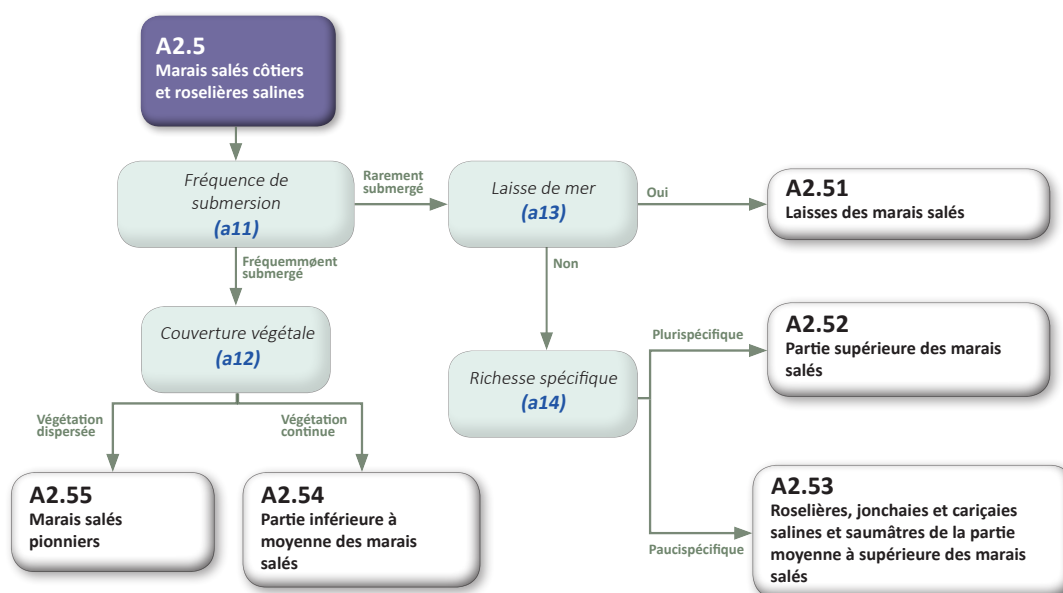 A2.5
Marais salés côtiers
et roselières salines
Fréquence de
submersion
(a11)
Rarement
submergé
Laisse de mer
(a13)
Oui
A2.51
Laisses des marais salés
Fréquemmøent
submergé
Non
Couverture végétale
(a12)
Richesse spécifique
(a14)
Plurispécifique
A2.52
Partie supérieure des marais
salés
Végétation
dispersée
Végétation
continue
A2.55
Marais salés
pionniers
A2.54
Partie inférieure à
moyenne des marais
salés
Paucispécifique
A2.53
Roselières, jonchaies et cariçaies
salines et saumâtres de la partie
moyenne à supérieure des marais
salés